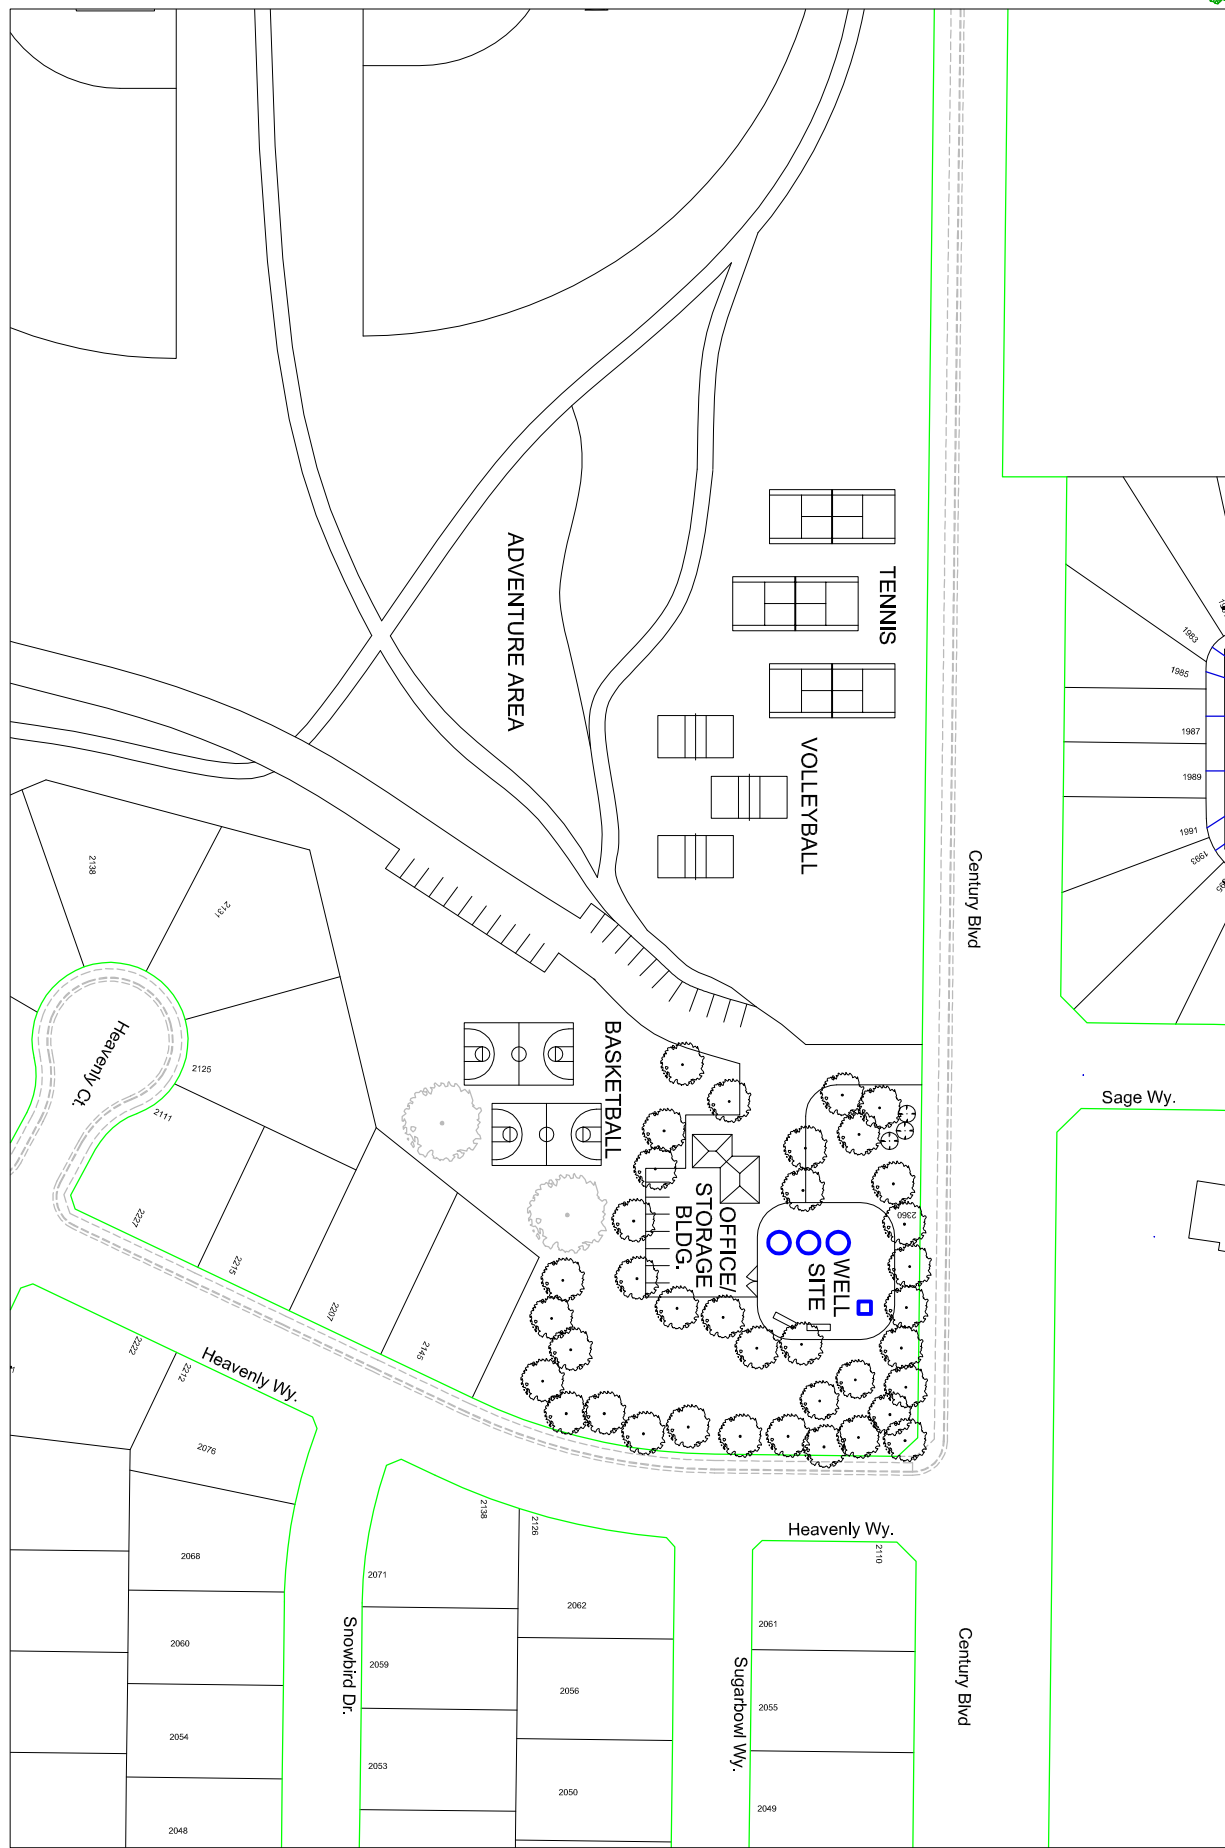 TENNIS
ADVENTURE AREA
VOLLEYBALL
1983
1985
1987
1989
1991
1993
Century Blvd
2138
2131
Heavenly Ct.
2125
2111
BASKETBALL
Sage Wy.
OFFICE/
STORAGE
BLDG.
2360
WELL
SITE
2227
2215
2207
2145
2222
2212
Heavenly Wy.
2076
2138
2126
Heavenly Wy.
2110
2068
2071
2062
2061
2060
Snowbird Dr.
2059
2056
Sugarbowl Wy.
2055
Century Blvd
2054
2053
2050
2049
2048